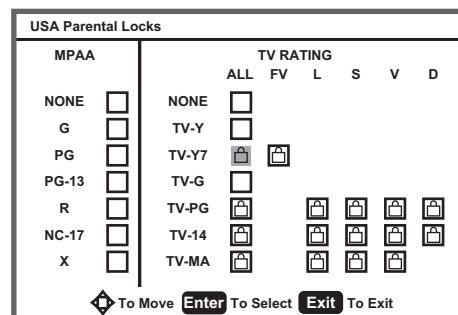 USA Parental Locks
MPAA
TV RATING
ALL FV L S V D
NONE NONE
G TV-Y
PG TV-Y7
PG-13 TV-G
R TV-PG
NC-17 TV-14
X TV-MA
To Move Enter To Select Exit To Exit